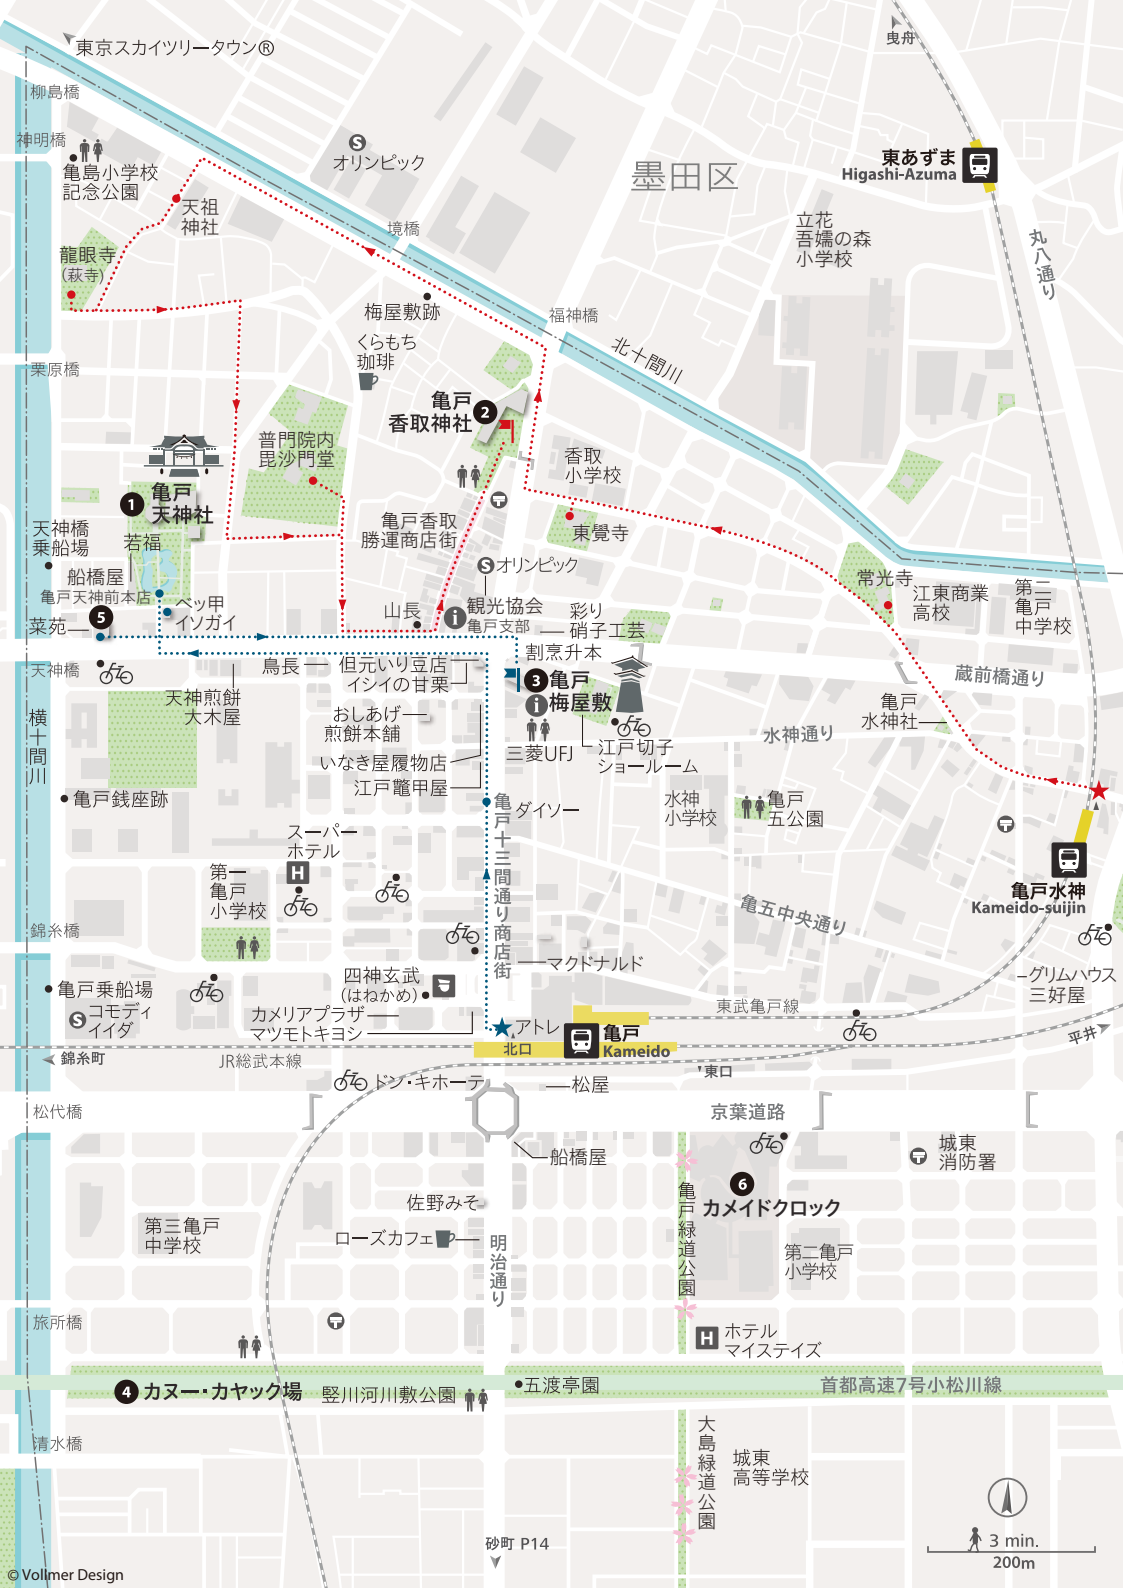 東京スカイツリータウン®
曳舟
柳島橋
神明橋
S
オリンピック
亀島小学校
記念公園
墨田区
東あずま
Higashi-Azuma
天祖
神社
境橋
立花
吾嬬の森
小学校
丸八通り
龍眼寺
(萩寺)
梅屋敷跡
福神橋
北十間川
くらもち
珈琲
栗原橋
亀戸
香取神社
2
普門院内
毘沙門堂
香取
小学校
1
亀戸
天神社
亀戸香取
勝運商店街
東覺寺
天神橋
乗船場
若福
船橋屋
亀戸天神前本店
S
オリンピック
常光寺
江東商業
高校
第二
亀戸
中学校
ベッ甲
イソガイ
5
菜苑
山長
i
観光協会
亀戸支部
彩り
硝子工芸
割烹升本
天神橋
鳥長
但元いり豆店
イシイの甘栗
3
亀戸
梅屋敷
i
蔵前橋通り
天神煎餅
大木屋
おしあげ
煎餅本舗
亀戸
水神社
水神通り
横十間川
いなき屋履物店
江戸鼈甲屋
三菱UFJ
江戸切子
ショールーム
亀戸銭座跡
ダイソー
水神
小学校
亀戸
五公園
亀戸十三間通り商店街
スーパー
ホテル
H
第一
亀戸
小学校
亀戸水神
Kameido-suijin
亀五中央通り
錦糸橋
マクドナルド
グリムハウス
三好屋
亀戸乗船場
四神玄武
(はねかめ)
S
コモディ
イイダ
カメリアプラザ
マツモトキヨシ
東武亀戸線
アトレ
亀戸
Kameido
北口
平井
錦糸町
JR総武本線
東口
ドン・キホーテ
松屋
松代橋
京葉道路
船橋屋
城東
消防署
6
カメイドクロック
亀戸緑道公園
佐野みそ
第三亀戸
中学校
ローズカフェ
明治通り
第二亀戸
小学校
旅所橋
H
ホテル
マイステイズ
4
カヌー・カヤック場
竪川河川敷公園
五渡亭園
首都高速7号小松川線
清水橋
大島緑道公園
城東
高等学校
砂町 P14
3 min.
200m
© Vollmer Design